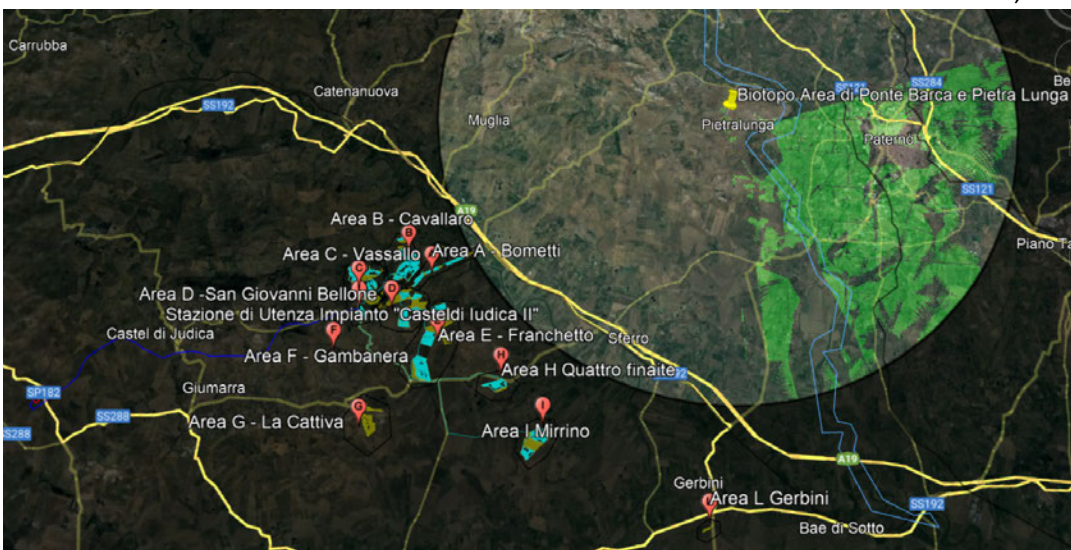 Carrubba
SS192
Catenanuova
Muglia
SS121
SS284
Be
Biotopo Area di Ponte Barca e Pietra Lunga
Pietralunga
Paternò
SS121
A19
Piano Ta
Area B - Cavallaro
B
Area C - Vassallo
Area A - Bometti
C
D
Area D -San Giovanni Bellone
Stazione di Utenza Impianto "Casteldi Iudica II"
Castel di Judica
F
Area E - Franchetto
Sferro
Area F - Gambanera
H
Area H Quattro finaite
SP182
Giumarra
SS288
G
I
SS288
Area G - La Cattiva
Area I Mirrino
A19
Gerbini
Area L Gerbini
SS192
Bae di Sotto